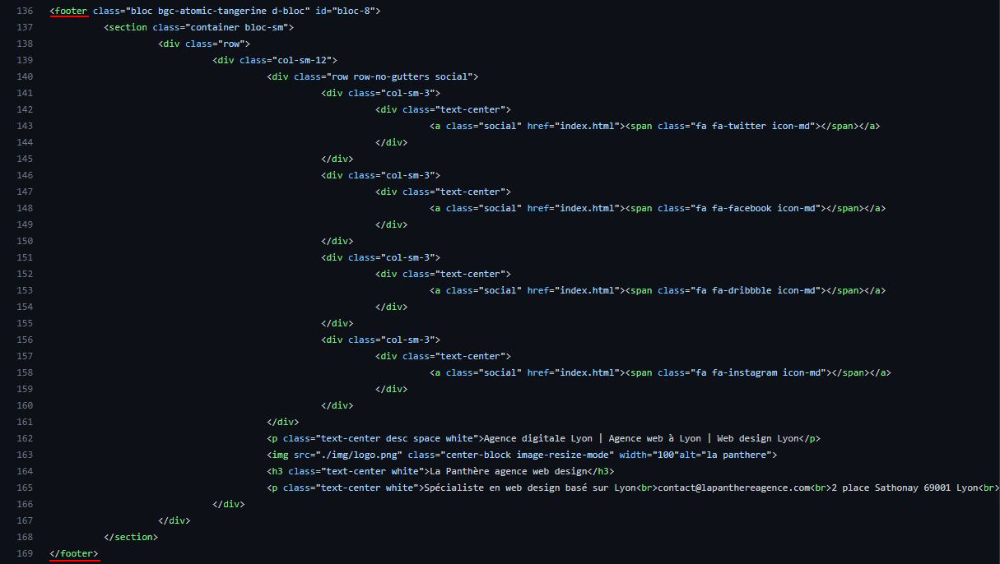 136 <footer class="bloc bgc-atomic-tangerine d-bloc" id="bloc-8">
137 <section class="container bloc-sm">
138 <div class="row">
139 <div class="col-sm-12">
140 <div class="row row-no-gutters social">
141 <div class="col-sm-3">
142 <div class="text-center">
143 <a class="social" href="index.html"><span class="fa fa-twitter icon-md"></span></a>
144 </div>
145 </div>
146 <div class="col-sm-3">
147 <div class="text-center">
148 <a class="social" href="index.html"><span class="fa fa-facebook icon-md"></span></a>
149 </div>
150 </div>
151 <div class="col-sm-3">
152 <div class="text-center">
153 <a class="social" href="index.html"><span class="fa fa-dribbble icon-md"></span></a>
154 </div>
155 </div>
156 <div class="col-sm-3">
157 <div class="text-center">
158 <a class="social" href="index.html"><span class="fa fa-instagram icon-md"></span></a>
159 </div>
160 </div>
161 </div>
162 <p class="text-center desc space white">Agence digitale Lyon | Agence web à Lyon | Web design Lyon</p>
163 <img src="./img/logo.png" class="center-block image-resize-mode" width="100"alt="la panthere">
164 <h3 class="text-center white">La Panthère agence web design</h3>
165 <p class="text-center white">Spécialiste en web design basé sur Lyon<br>contact@lapanthereagence.com<br>2 place Sathonay 69001 Lyon<br>
166 </div>
167 </div>
168 </section>
169 </footer>